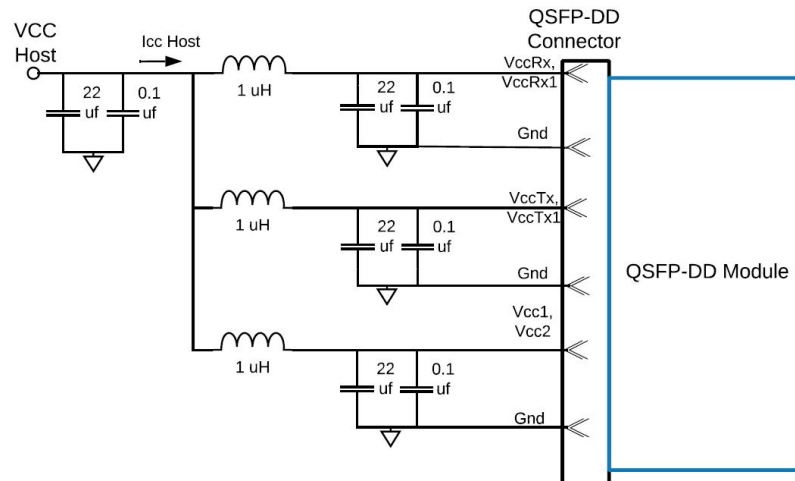 QSFP-DD
Connector
VCC
Host
Icc Host
VccRx,
VccRx1
22
uf
0.1
uf
1 uH
22
uf
0.1
uf
Gnd
VccTx,
VccTx1
1 uH
22
uf
0.1
uf
Gnd
QSFP-DD Module
Vcc1,
Vcc2
1 uH
22
uf
0.1
uf
Gnd